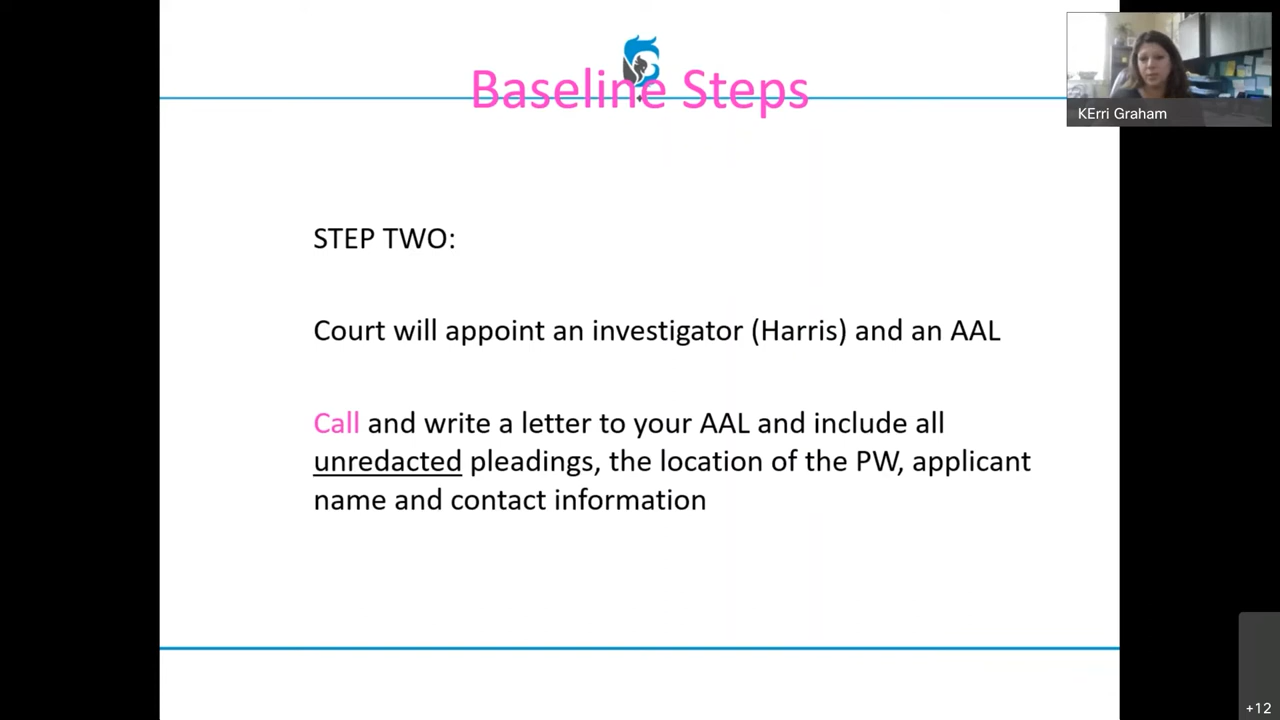 Baseline Steps
KErri Graham
STEP TWO:
Court will appoint an investigator (Harris) and an AAL
Call and write a letter to your AAL and include all
unredacted pleadings, the location of the PW, applicant
name and contact information
+12